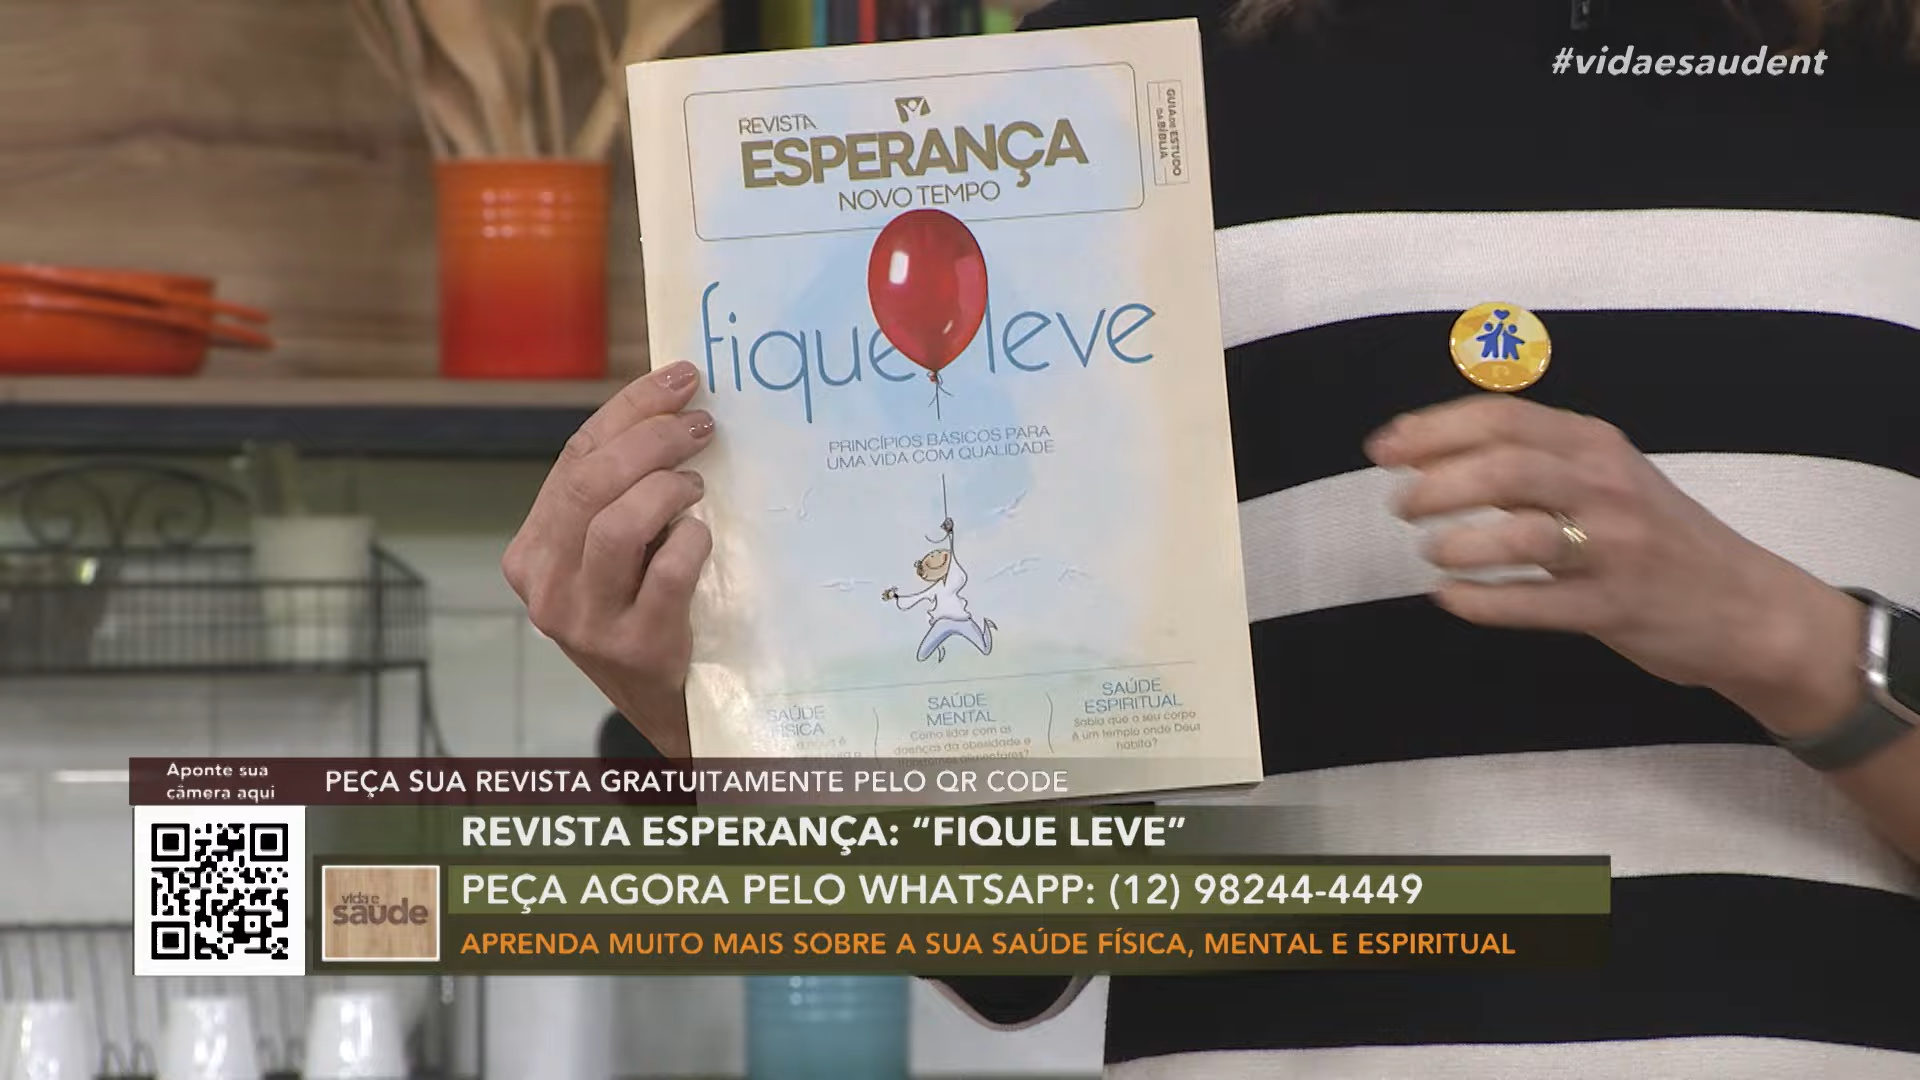 #vidaesaudent
REVISTA
ESPERANÇA
NOVO TEMPO
GUIA DE ESTUDO
DA BÍBLIA
fique leve
PRINCÍPIOS BÁSICOS PARA
UMA VIDA COM QUALIDADE
SAÚDE
FÍSICA
SAÚDE
MENTAL
Como lidar com as
doenças da obesidade e
transtornos alimentares?
SAÚDE
ESPIRITUAL
Sabia que o seu corpo
é um templo onde Deus
habita?
Aponte sua
câmera aqui
PEÇA SUA REVISTA GRATUITAMENTE PELO QR CODE
REVISTA ESPERANÇA: “FIQUE LEVE”
vida e
saúde
PEÇA AGORA PELO WHATSAPP: (12) 98244-4449
APRENDA MUITO MAIS SOBRE A SUA SAÚDE FÍSICA, MENTAL E ESPIRITUAL